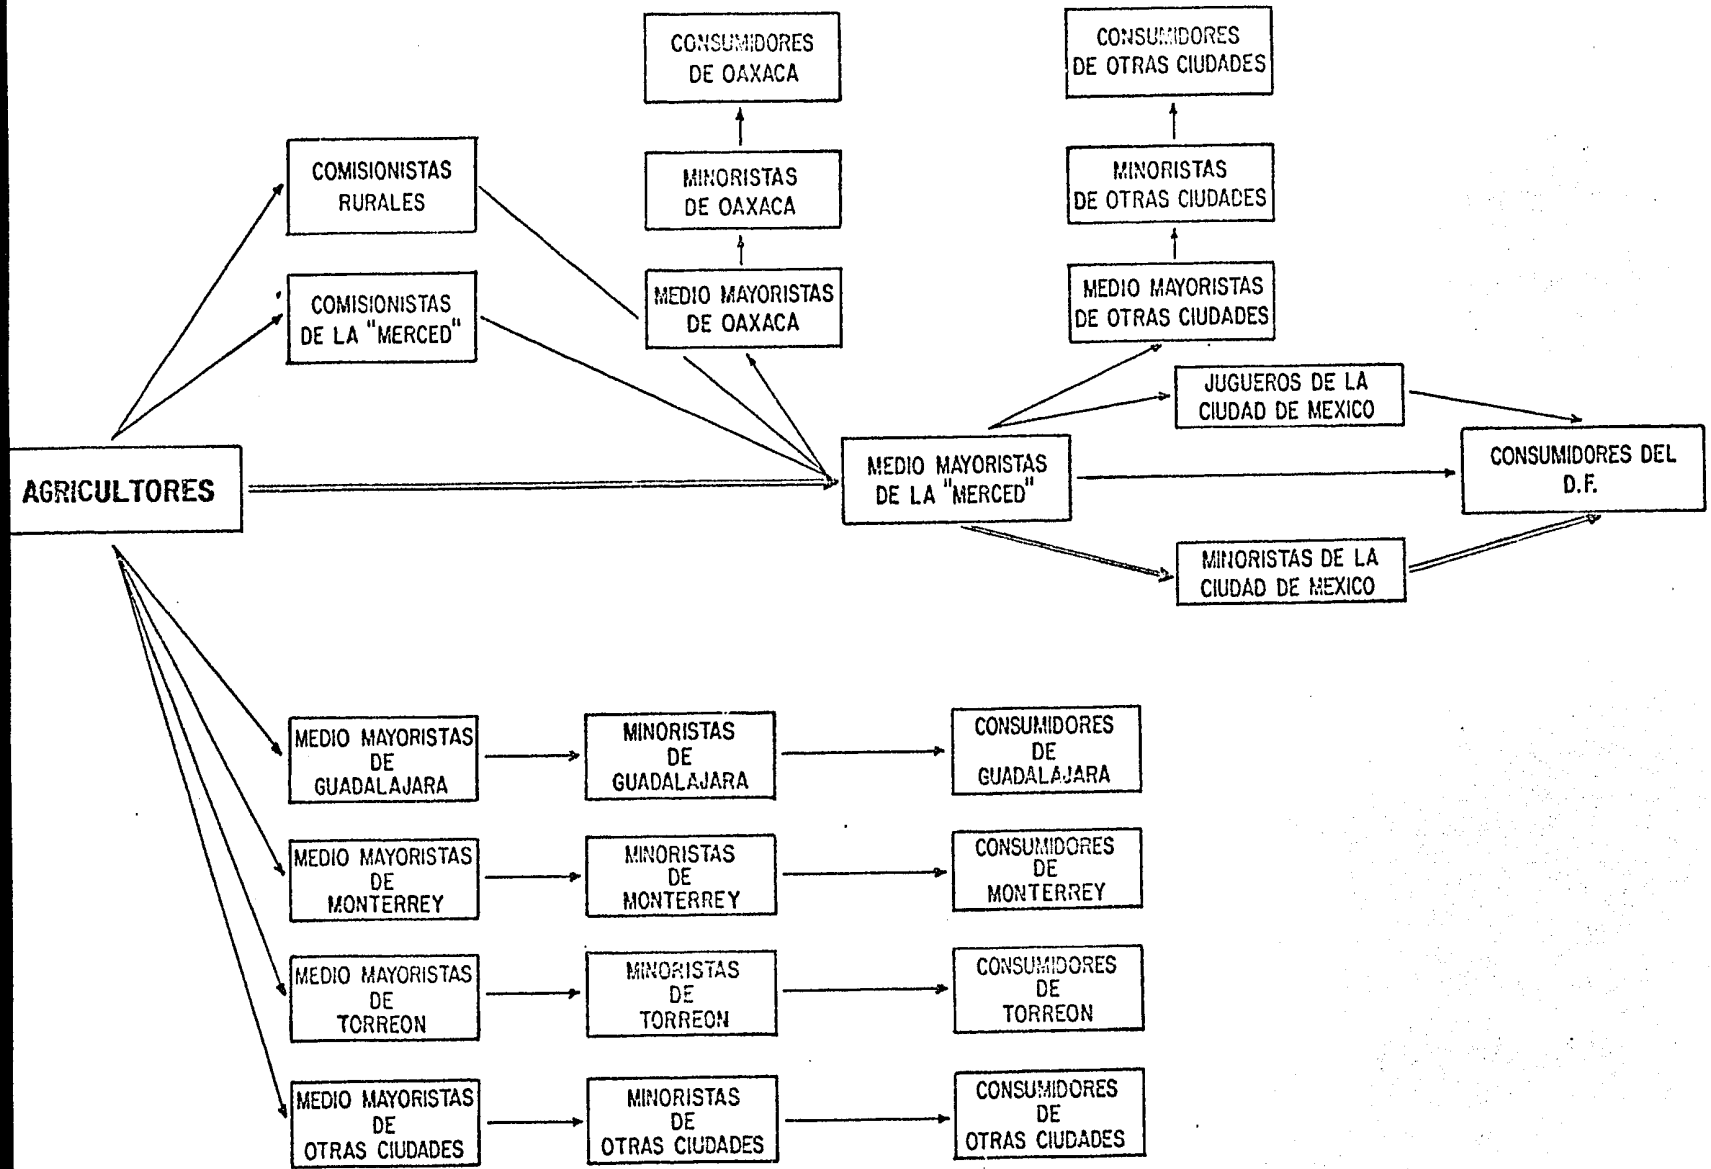 CONSUMIDORES
DE OAXACA
CONSUMIDORES
DE OTRAS CIUDADES
COMISIONISTAS
RURALES
MINORISTAS
DE OAXACA
MINORISTAS
DE OTRAS CIUDADES
COMISIONISTAS
DE LA "MERCED"
MEDIO MAYORISTAS
DE OAXACA
MEDIO MAYORISTAS
DE OTRAS CIUDADES
JUGUEROS DE LA
CIUDAD DE MEXICO
AGRICULTORES
MEDIO MAYORISTAS
DE LA "MERCED"
CONSUMIDORES DEL
D.F.
MINORISTAS DE LA
CIUDAD DE MEXICO
MEDIO MAYORISTAS
DE
GUADALAJARA
MINORISTAS
DE
GUADALAJARA
CONSUMIDORES
DE
GUADALAJARA
MEDIO MAYORISTAS
DE
MONTERREY
MINORISTAS
DE
MONTERREY
CONSUMIDORES
DE
MONTERREY
MEDIO MAYORISTAS
DE
TORREON
MINORISTAS
DE
TORREON
CONSUMIDORES
DE
TORREON
MEDIO MAYORISTAS
DE
OTRAS CIUDADES
MINORISTAS
DE
OTRAS CIUDADES
CONSUMIDORES
DE
OTRAS CIUDADES